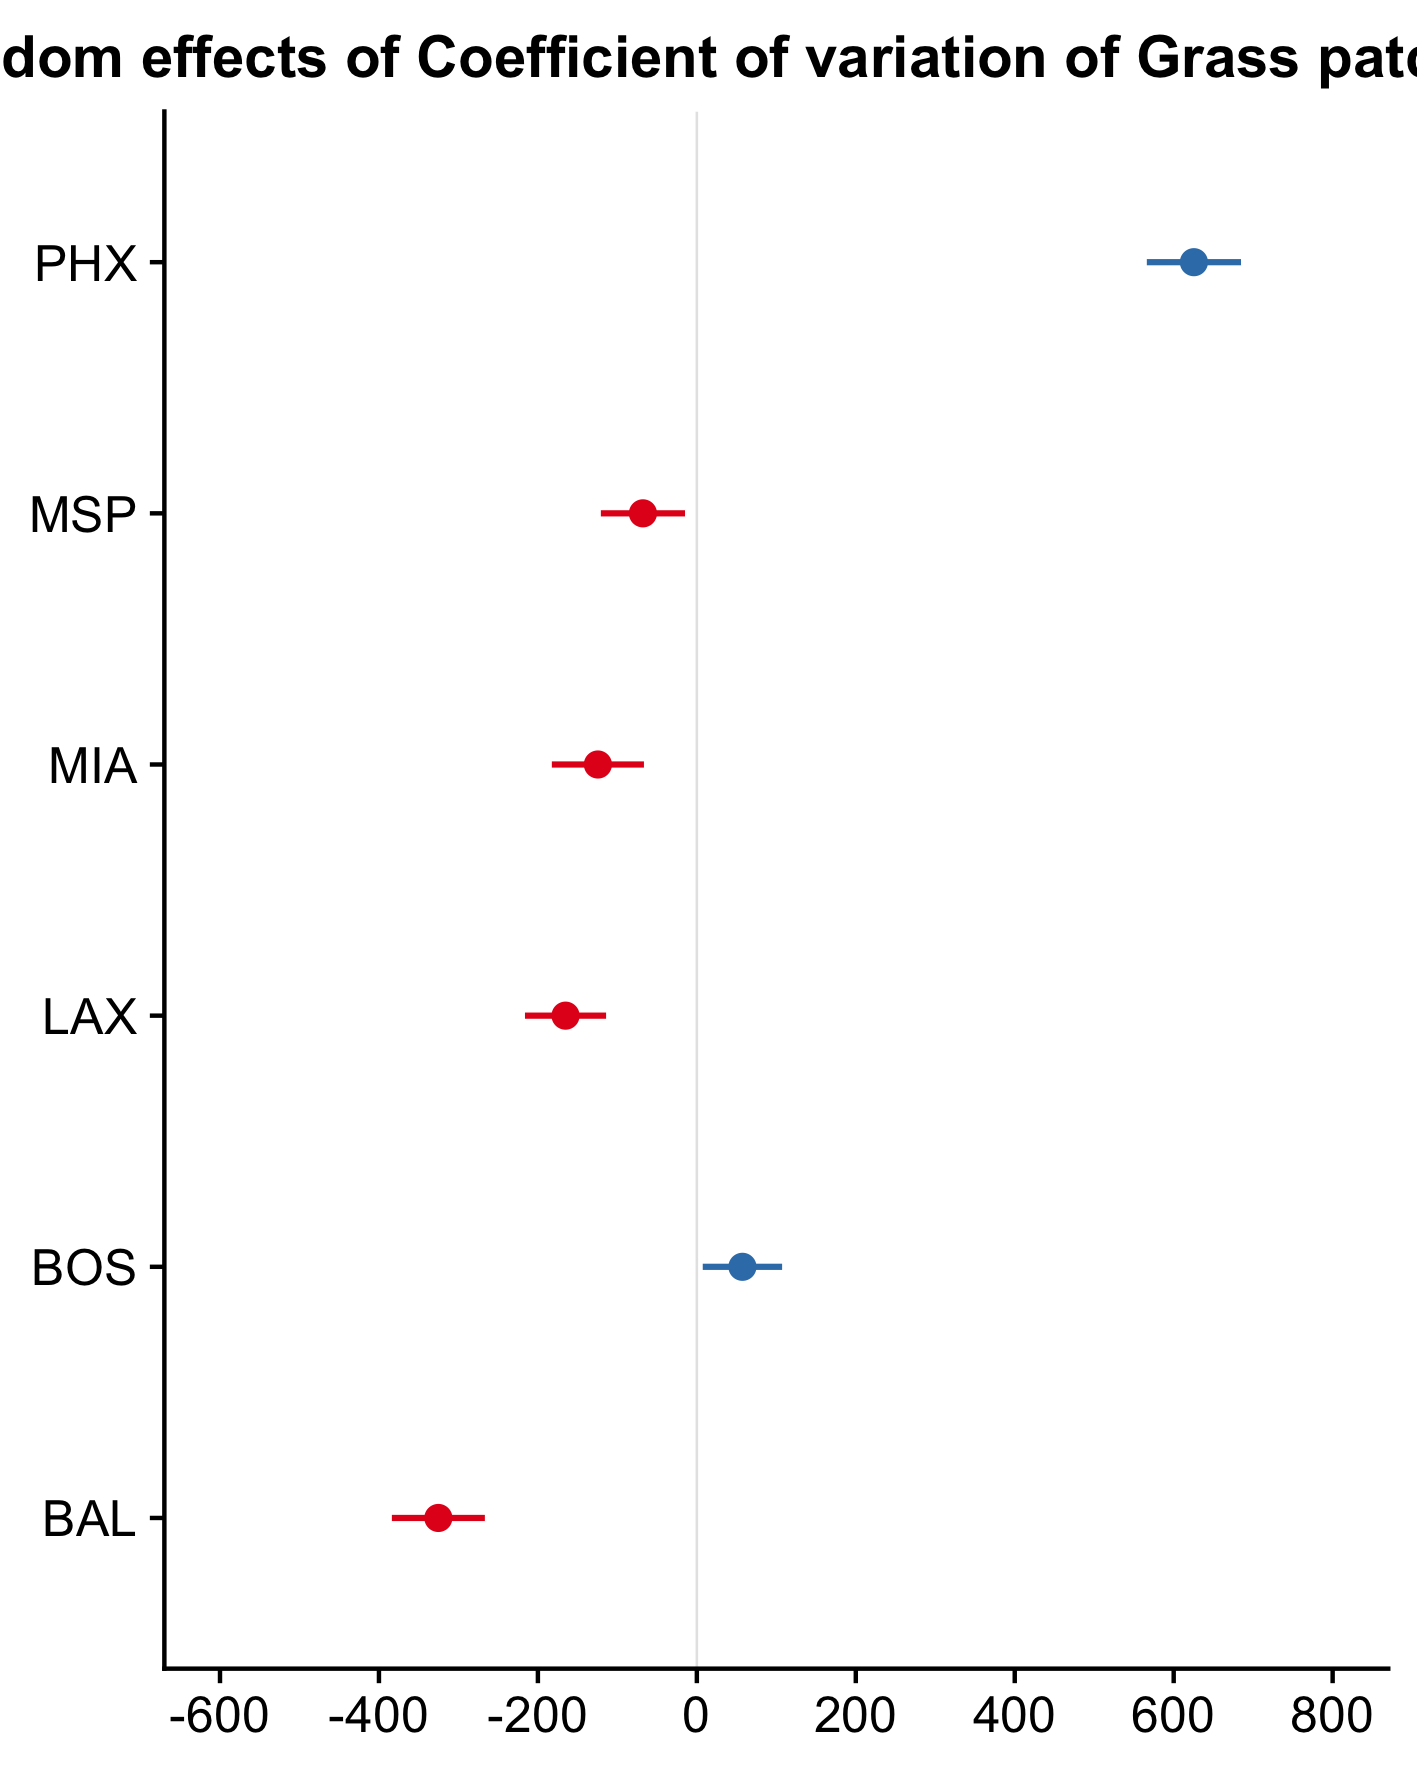 dom effects of Coefficient of variation of Grass patc
PHX
MSP
MIA
LAX
BOS
BAL
-600 -400 -200 0 200 400 600 800